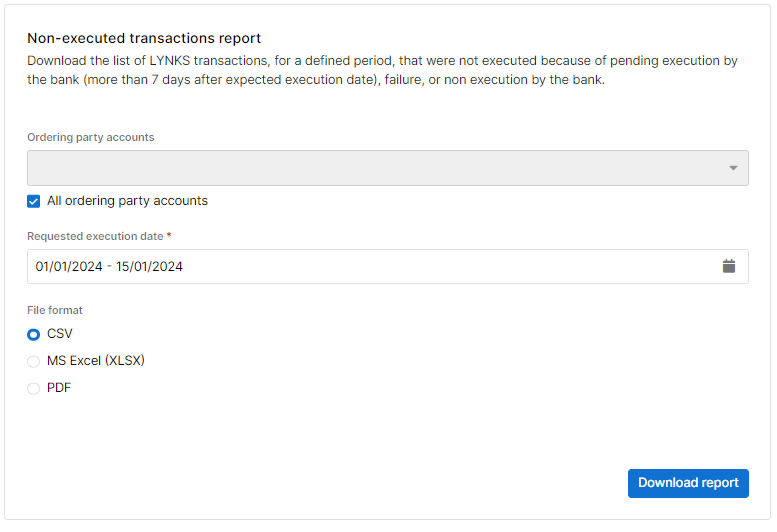 Non-executed transactions report
Download the list of LYNKS transactions, for a defined period, that were not executed because of pending execution by
the bank (more than 7 days after expected execution date), failure, or non execution by the bank.
Ordering party accounts
All ordering party accounts
Requested execution date *
01/01/2024 - 15/01/2024
File format
CSV
MS Excel (XLSX)
PDF
Download report